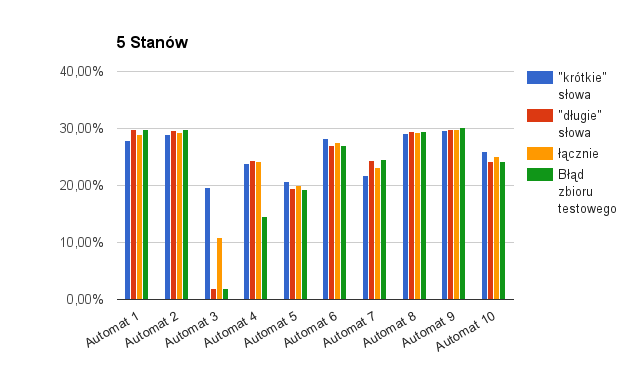 5 Stanów
40,00%
30,00%
20,00%
10,00%
0,00%
Automat 1
Automat 2
Automat 3
Automat 4
Automat 5
Automat 6
Automat 7
Automat 8
Automat 9
Automat 10
"krótkie"
słowa
"długie"
słowa
łącznie
Błąd
zbioru
testowego